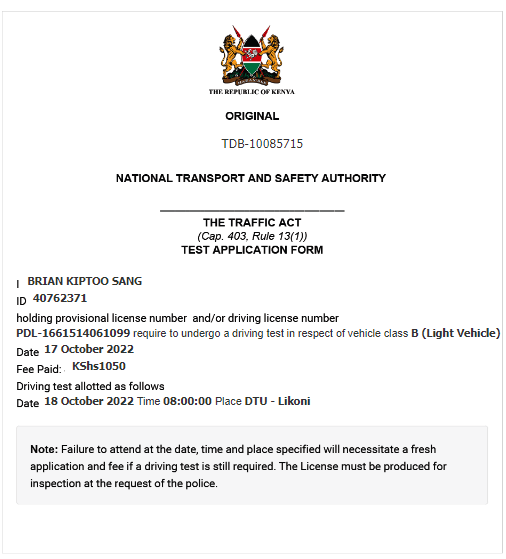 THE REPUBLIC OF KENYA
ORIGINAL
TDB-10085715
NATIONAL TRANSPORT AND SAFETY AUTHORITY
THE TRAFFIC ACT
(Cap. 403, Rule 13(1))
TEST APPLICATION FORM
I BRIAN KIPTOO SANG
ID 40762371
holding provisional license number and/or driving license number
PDL-1661514061099 require to undergo a driving test in respect of vehicle class B (Light Vehicle)
Date 17 October 2022
Fee Paid: KShs1050
Driving test allotted as follows
Date 18 October 2022 Time 08:00:00 Place DTU - Likoni
Note: Failure to attend at the date, time and place specified will necessitate a fresh
application and fee if a driving test is still required. The License must be produced for
inspection at the request of the police.